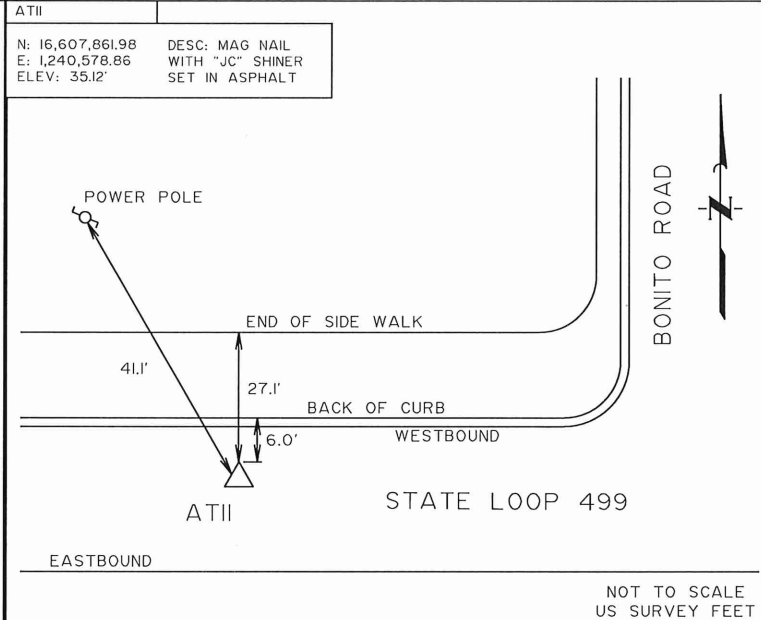 AT11
N: 16,607,861.98
E: 1,240,578.86
ELEV: 35.12'
DESC: MAG NAIL
WITH "JC" SHINER
SET IN ASPHALT
POWER POLE
BONITO ROAD
N
END OF SIDE WALK
41.1'
27.1'
BACK OF CURB
WESTBOUND
6.0'
AT11
STATE LOOP 499
EASTBOUND
NOT TO SCALE
US SURVEY FEET